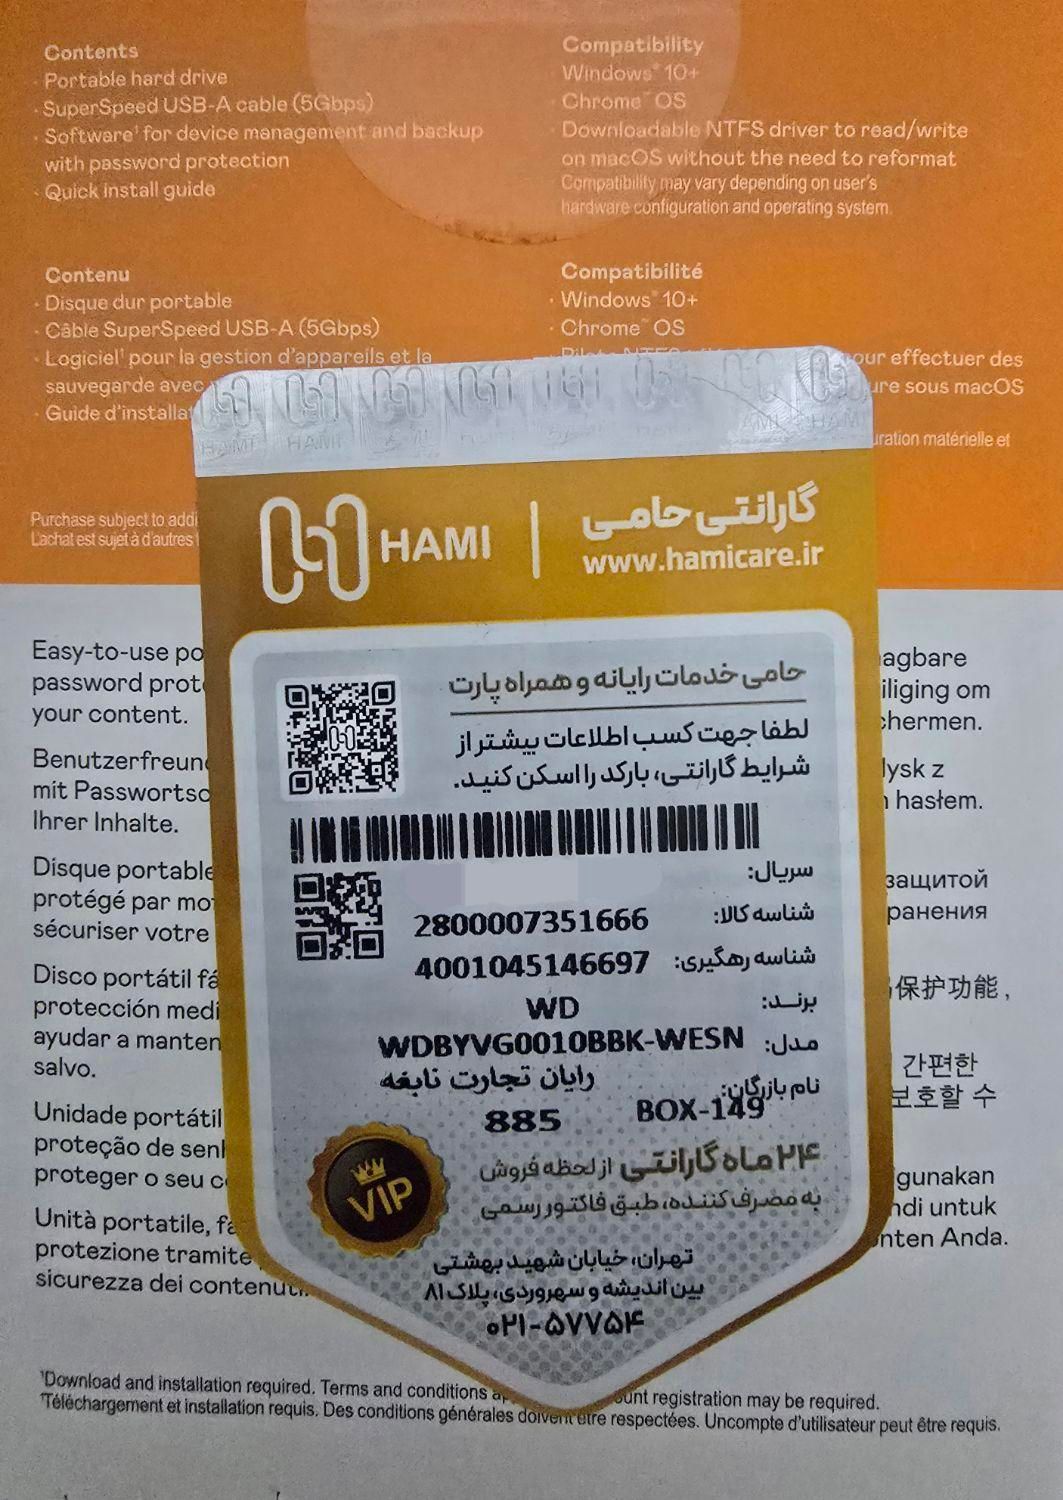 Contents
· Portable hard drive
· SuperSpeed USB-A cable (5Gbps)
· Software¹ for device management and backup
with password protection
· Quick install guide
Compatibility
· Windows® 10+
· Chrome™ OS
· Downloadable NTFS driver to read/write
on macOS without the need to reformat
Compatibility may vary depending on user's
hardware configuration and operating system.
Contenu
· Disque dur portable
· Câble SuperSpeed USB-A (5Gbps)
· Logiciel¹ pour la gestion d'appareils et la
sauvegarde avec
· Guide d'installat
Compatibilité
· Windows® 10+
· Chrome™ OS
our effectuer des
ure sous macOS
uration matérielle et
Purchase subject to addi
L'achat est sujet à d'autres
HAMI
گارانتی حامی
www.hamicare.ir
حامی خدمات رایانه و همراه پارت
لطفا جهت کسب اطلاعات بیشتر از
شرایط گارانتی، بارکد را اسکن کنید.
سریال:
شناسه کالا: 2800007351666
شناسه رهگیری: 4001045146697
برند: WD
مدل: WDBYVG0010BBK-WESN
نام بازرگان: رایان تجارت نابغه
BOX-149 885
۲۴ ماه گارانتی از لحظه فروش
به مصرف‌کننده، طبق فاکتور رسمی
VIP
تهران، خیابان شهید بهشتی
بین اندیشه و سهروردی، پلاک ۸۱
۰۲۱-۵۷۷۵۴
Easy-to-use po
password prot
your content.
Benutzerfreun
mit Passwortsc
Ihrer Inhalte.
Disque portable
protégé par mo
sécuriser votre
Disco portátil fá
protección medi
ayudar a manten
salvo.
Unidade portátil
proteção de sen
proteger o seu c
Unità portatile, fa
protezione tramite
sicurezza dei contenuti.
agbare
iliging om
chermen.
lysk z
hasłem.
защитой
ранения
保护功能，
간편한
보호할 수
gunakan
ndi untuk
onten Anda.
¹Download and installation required. Terms and conditions ap
unt registration may be required.
¹Téléchargement et installation requis. Des conditions générales doivent être respectées. Uncompte d'utilisateur peut être requis.